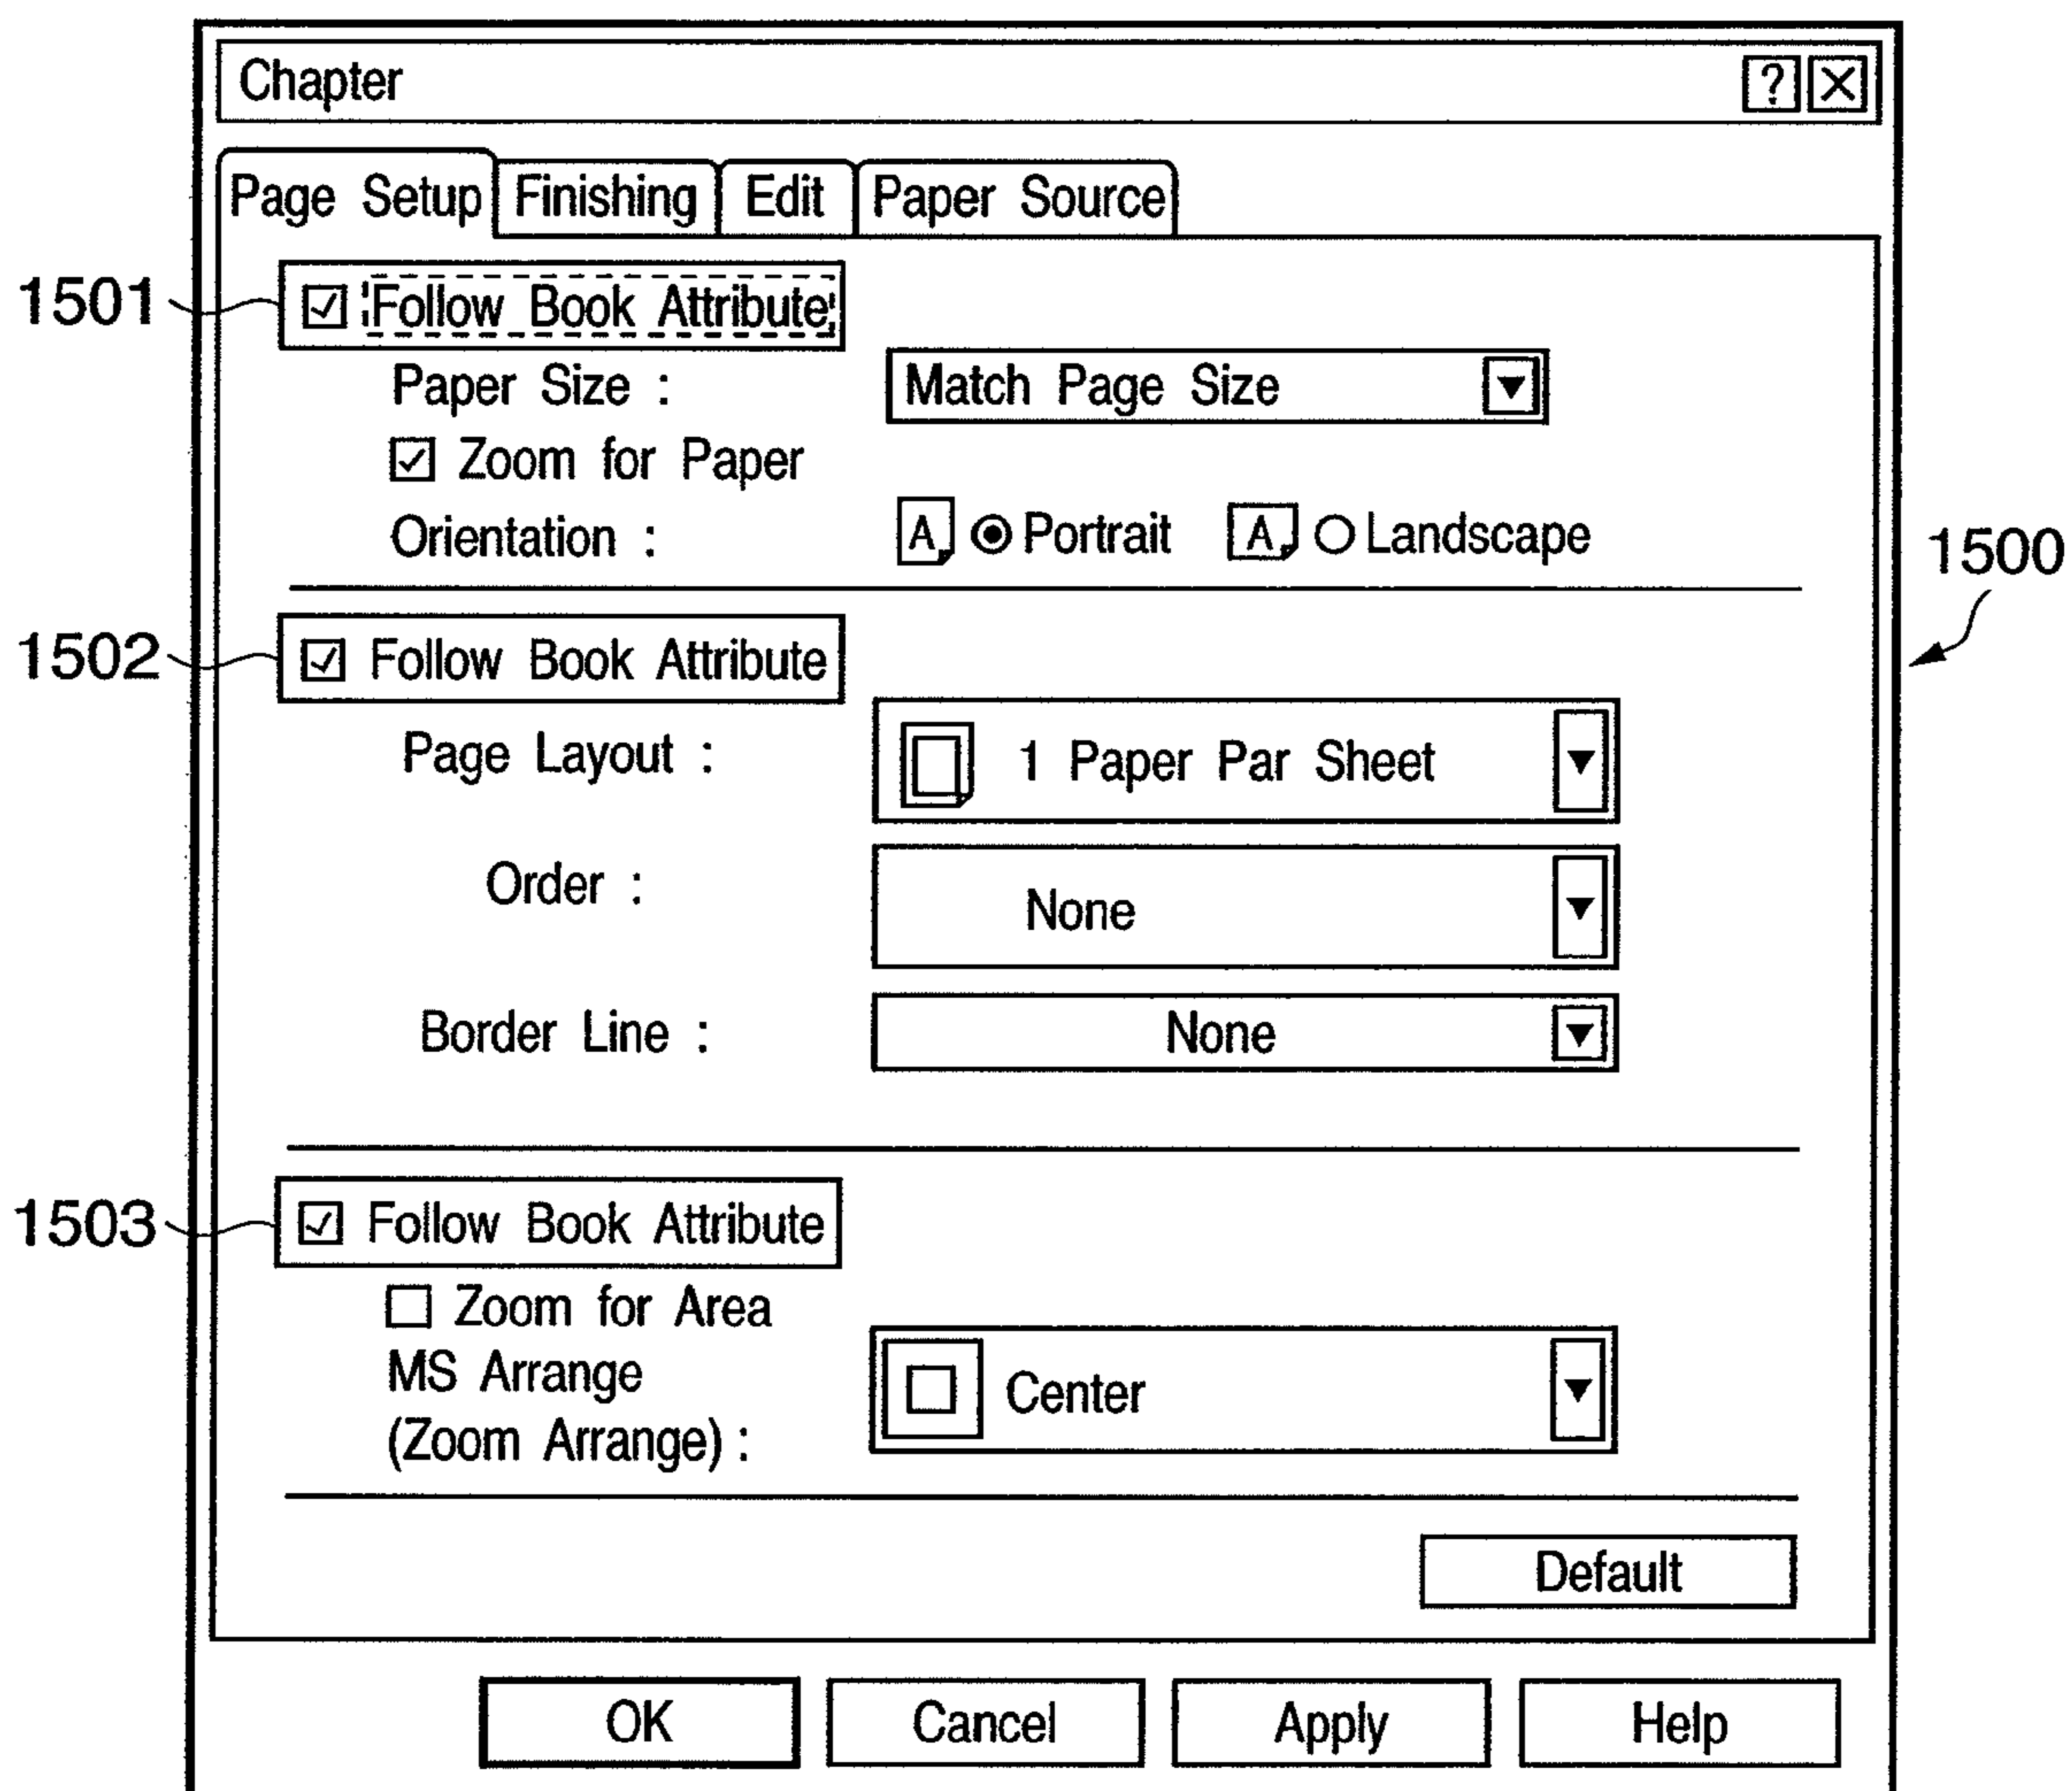 Chapter ?
Page Setup Finishing Edit Paper Source
1501 Follow Book Attribute
Paper Size : Match Page Size
Zoom for Paper
Orientation : A Portrait A Landscape
1500
1502 Follow Book Attribute
Page Layout : 1 Paper Par Sheet
Order : None
Border Line : None
1503 Follow Book Attribute
Zoom for Area
MS Arrange
(Zoom Arrange) : Center
Default
OK Cancel Apply Help